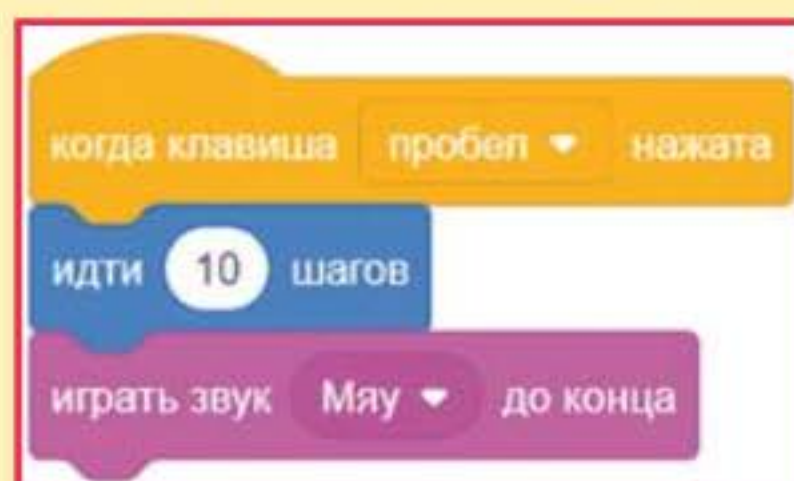 когда клавиша пробел нажата
идти 10 шагов
играть звук Мяу до конца